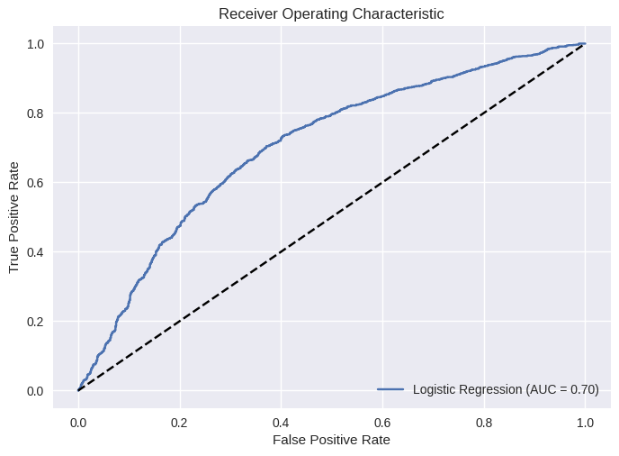 Receiver Operating Characteristic
1.0
0.8
0.6
0.4
0.2
0.0
True Positive Rate
Logistic Regression (AUC = 0.70)
0.0 0.2 0.4 0.6 0.8 1.0
False Positive Rate